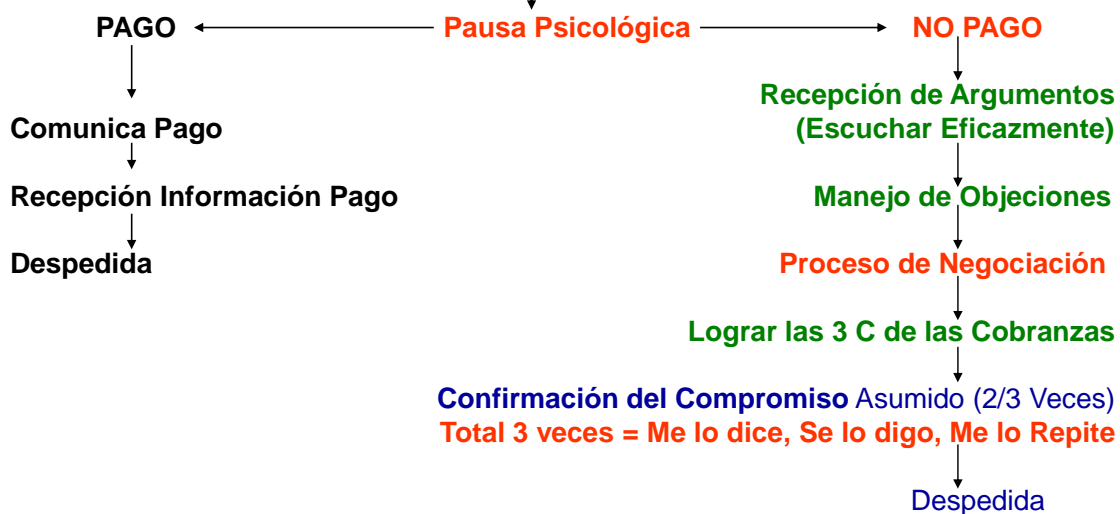 PAGO
Pausa Psicológica
NO PAGO
Recepción de Argumentos
(Escuchar Eficazmente)
Comunica Pago
Recepción Información Pago
Manejo de Objeciones
Despedida
Proceso de Negociación
Lograr las 3 C de las Cobranzas
Confirmación del Compromiso Asumido (2/3 Veces)
Total 3 veces = Me lo dice, Se lo digo, Me lo Repite
Despedida